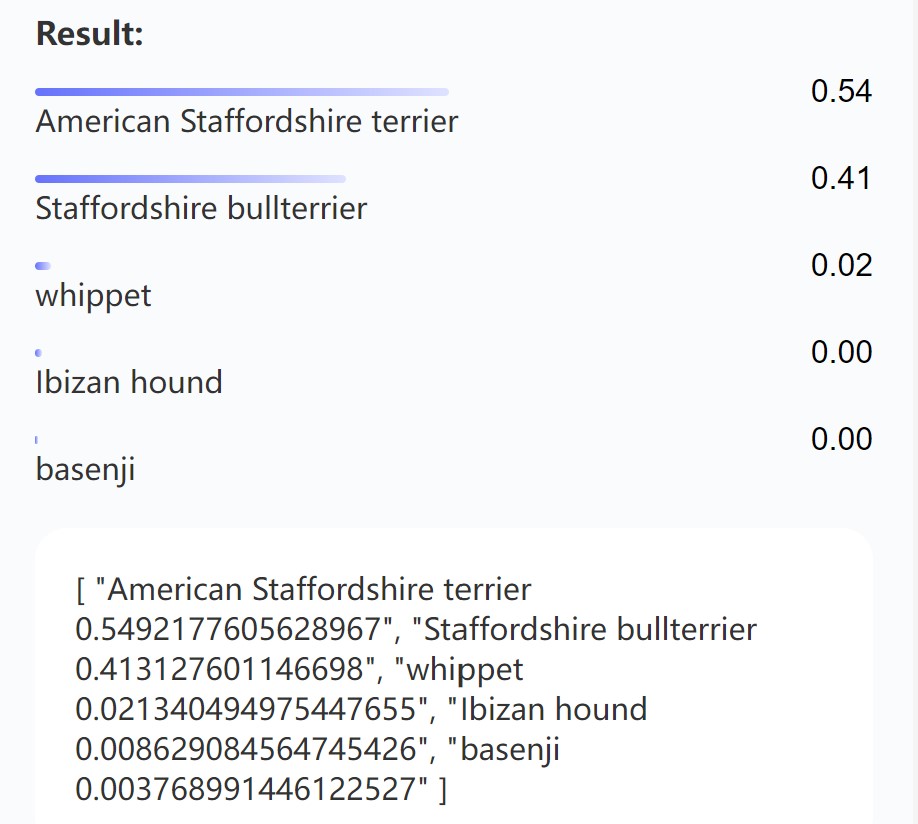 Result:
0.54
American Staffordshire terrier
0.41
Staffordshire bullterrier
0.02
whippet
0.00
Ibizan hound
0.00
basenji
[ "American Staffordshire terrier
0.5492177605628967", "Staffordshire bullterrier
0.413127601146698", "whippet
0.021340494975447655", "Ibizan hound
0.008629084564745426", "basenji
0.003768991446122527" ]